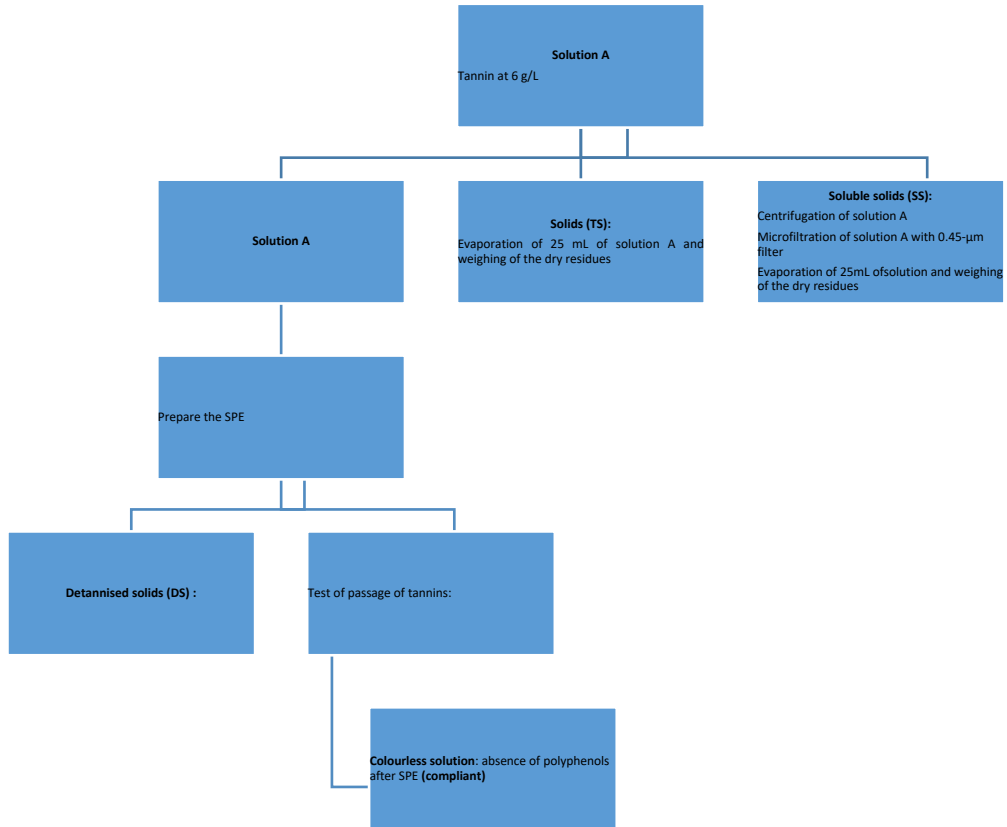 Solution A
Tannin at 6 g/L
Solution A
Solids (TS):
Evaporation of 25 mL of solution A and
weighing of the dry residues
Soluble solids (SS):
Centrifugation of solution A
Microfiltration of solution A with 0.45-µm
filter
Evaporation of 25mL ofsolution and weighing
of the dry residues
Prepare the SPE
Detannised solids (DS) :
Test of passage of tannins:
Colourless solution: absence of polyphenols
after SPE (compliant)